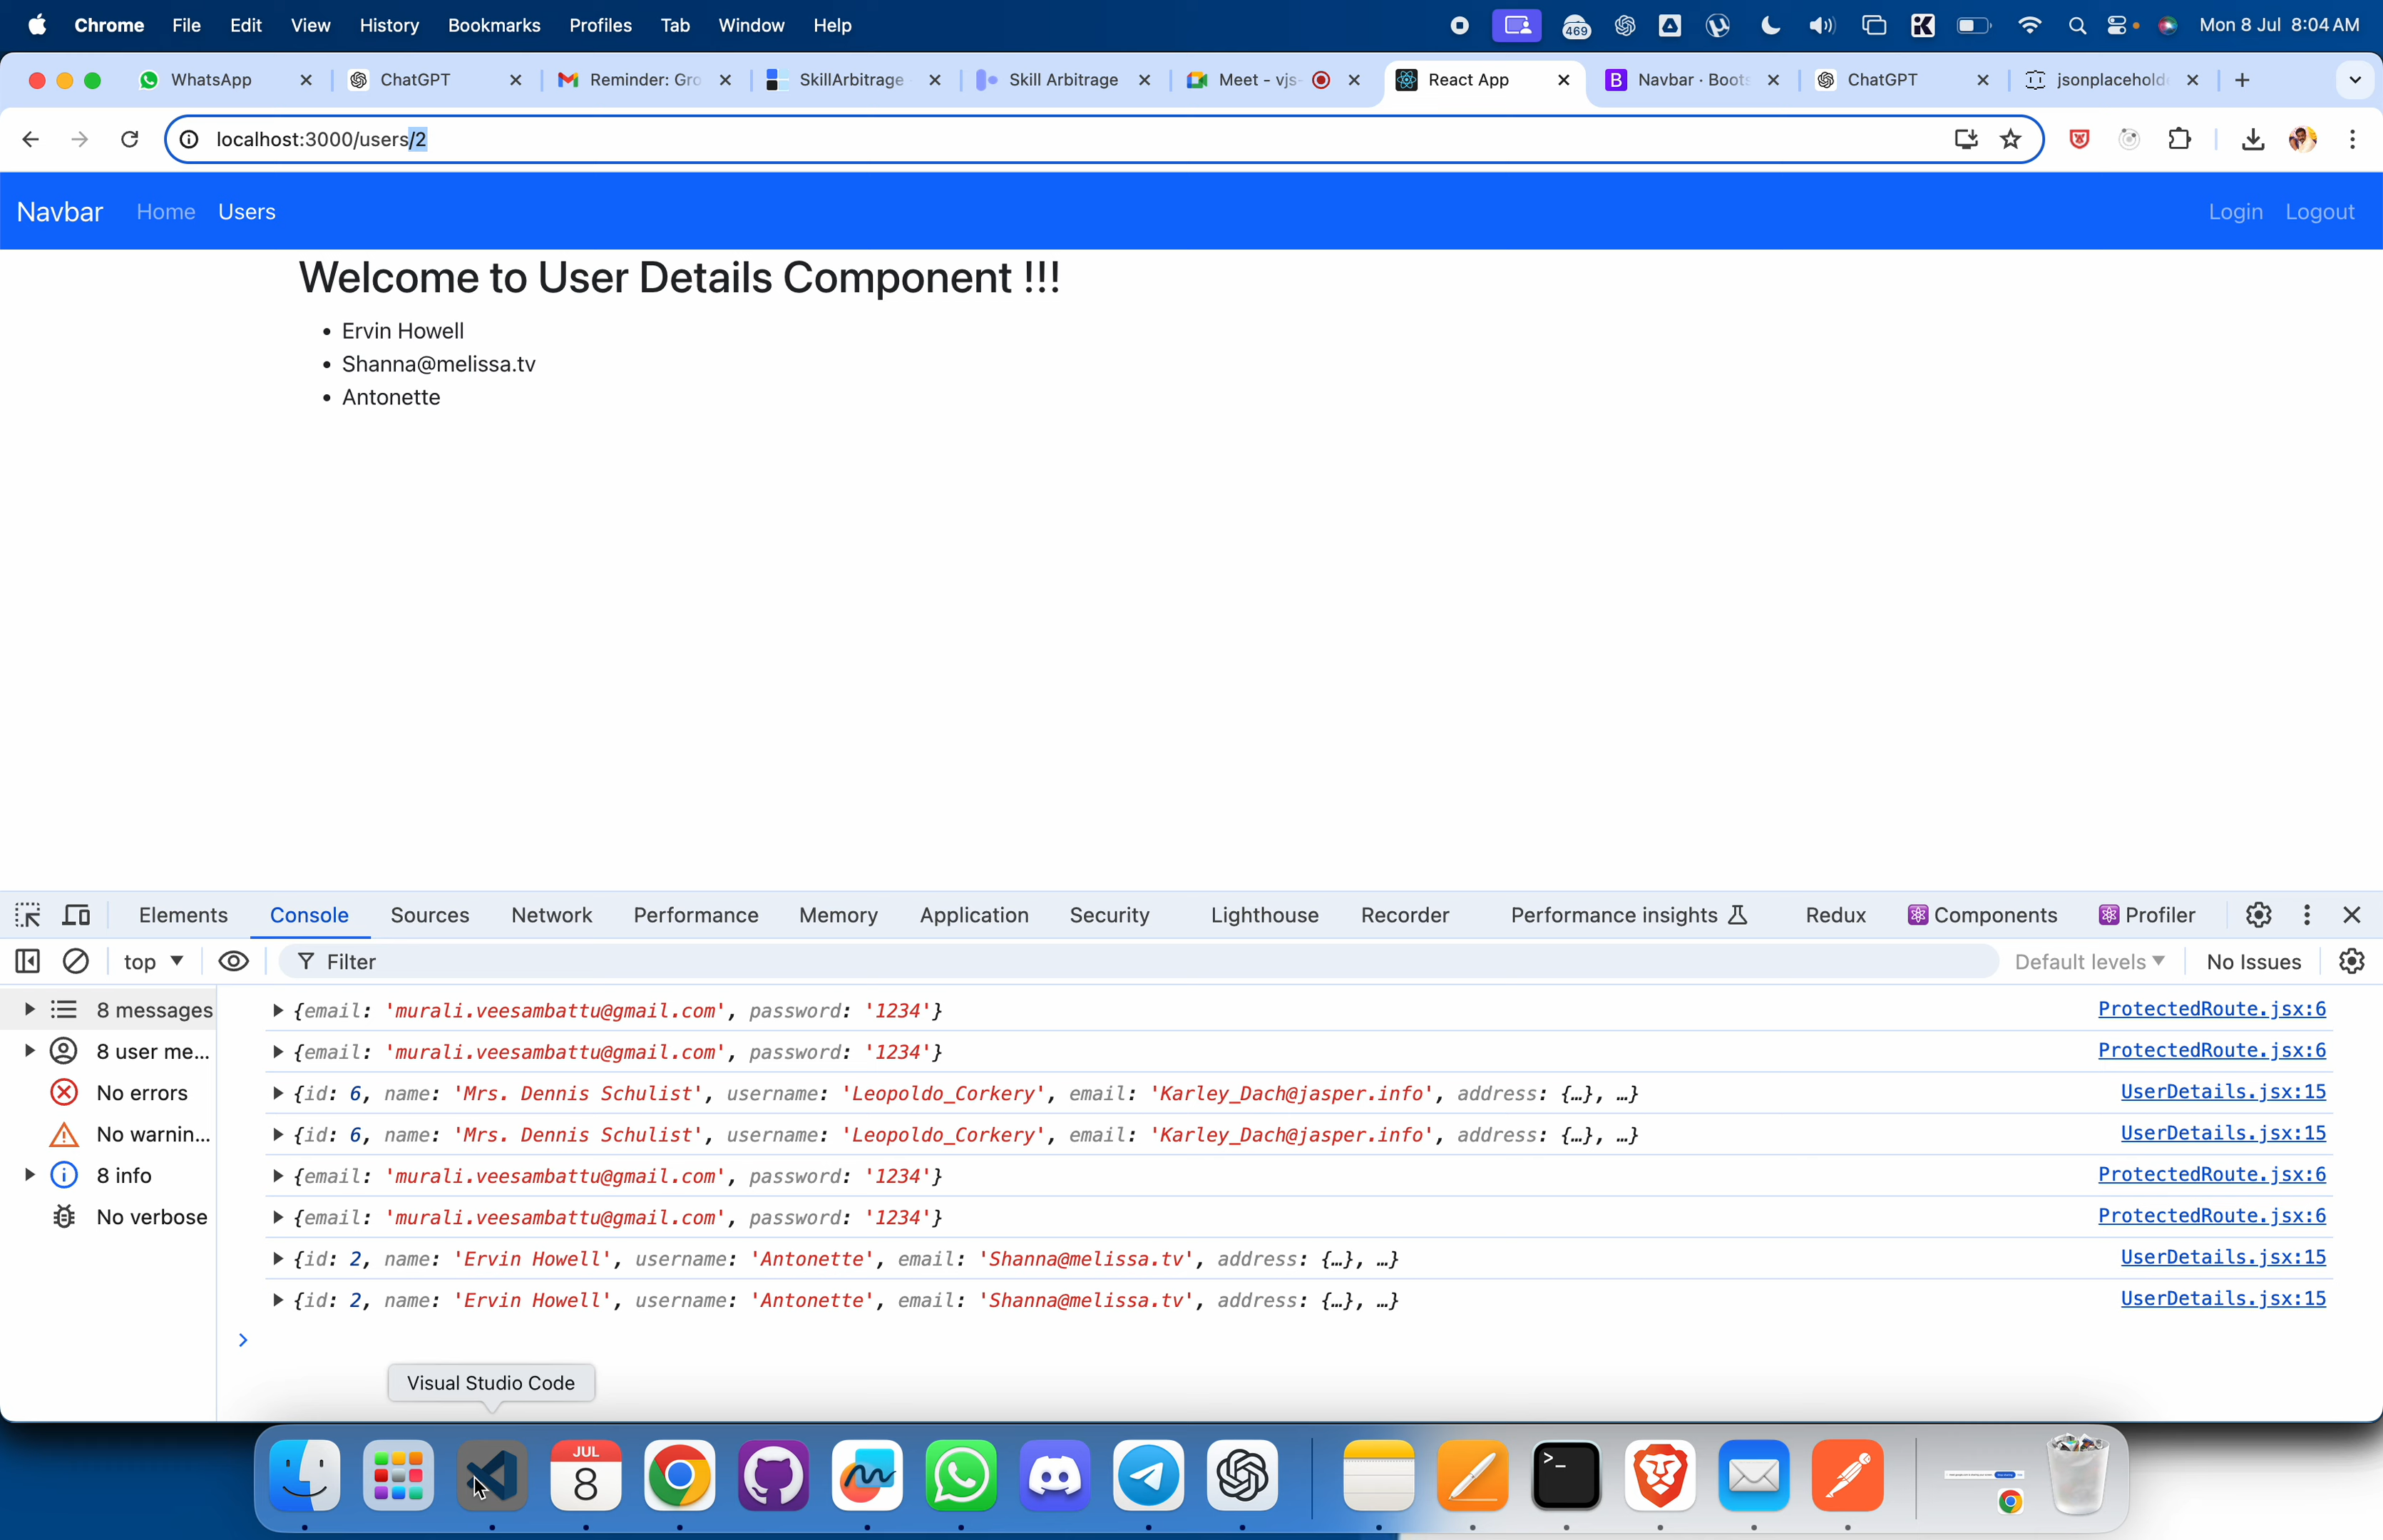 Chrome File Edit View History Bookmarks Profiles Tab Window Help 469 Mon 8 Jul 8:04 AM
WhatsApp ChatGPT Reminder: Gro SkillArbitrage Skill Arbitrage Meet - vjs- React App Navbar · Boots ChatGPT jsonplacehold
localhost:3000/users/2
Navbar Home Users Login Logout
Welcome to User Details Component !!!
• Ervin Howell
• Shanna@melissa.tv
• Antonette
Elements Console Sources Network Performance Memory Application Security Lighthouse Recorder Performance insights Redux Components Profiler
top Filter Default levels No Issues
8 messages
8 user me...
No errors
No warnin...
8 info
No verbose
{email: 'murali.veesambattu@gmail.com', password: '1234'} ProtectedRoute.jsx:6
{email: 'murali.veesambattu@gmail.com', password: '1234'} ProtectedRoute.jsx:6
{id: 6, name: 'Mrs. Dennis Schulist', username: 'Leopoldo_Corkery', email: 'Karley_Dach@jasper.info', address: {…}, …} UserDetails.jsx:15
{id: 6, name: 'Mrs. Dennis Schulist', username: 'Leopoldo_Corkery', email: 'Karley_Dach@jasper.info', address: {…}, …} UserDetails.jsx:15
{email: 'murali.veesambattu@gmail.com', password: '1234'} ProtectedRoute.jsx:6
{email: 'murali.veesambattu@gmail.com', password: '1234'} ProtectedRoute.jsx:6
{id: 2, name: 'Ervin Howell', username: 'Antonette', email: 'Shanna@melissa.tv', address: {…}, …} UserDetails.jsx:15
{id: 2, name: 'Ervin Howell', username: 'Antonette', email: 'Shanna@melissa.tv', address: {…}, …} UserDetails.jsx:15
Visual Studio Code
JUL
8